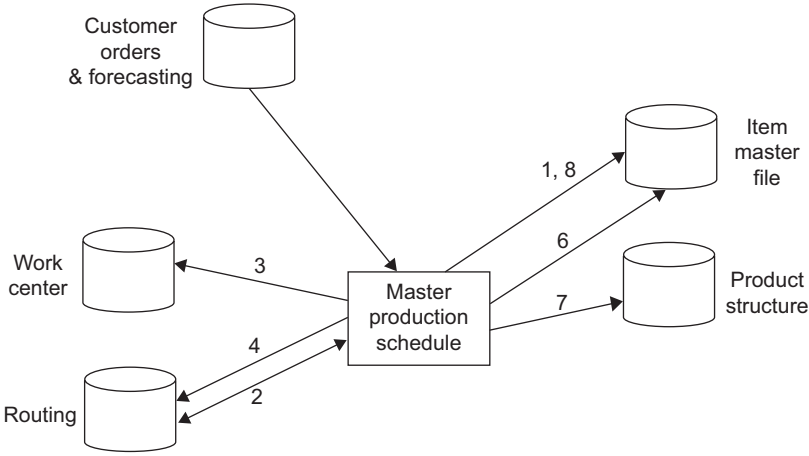 Customer
orders
& forecasting
Item
master
file
1, 8
6
Work
center
3
Master
production
schedule
7
Product
structure
4
2
Routing